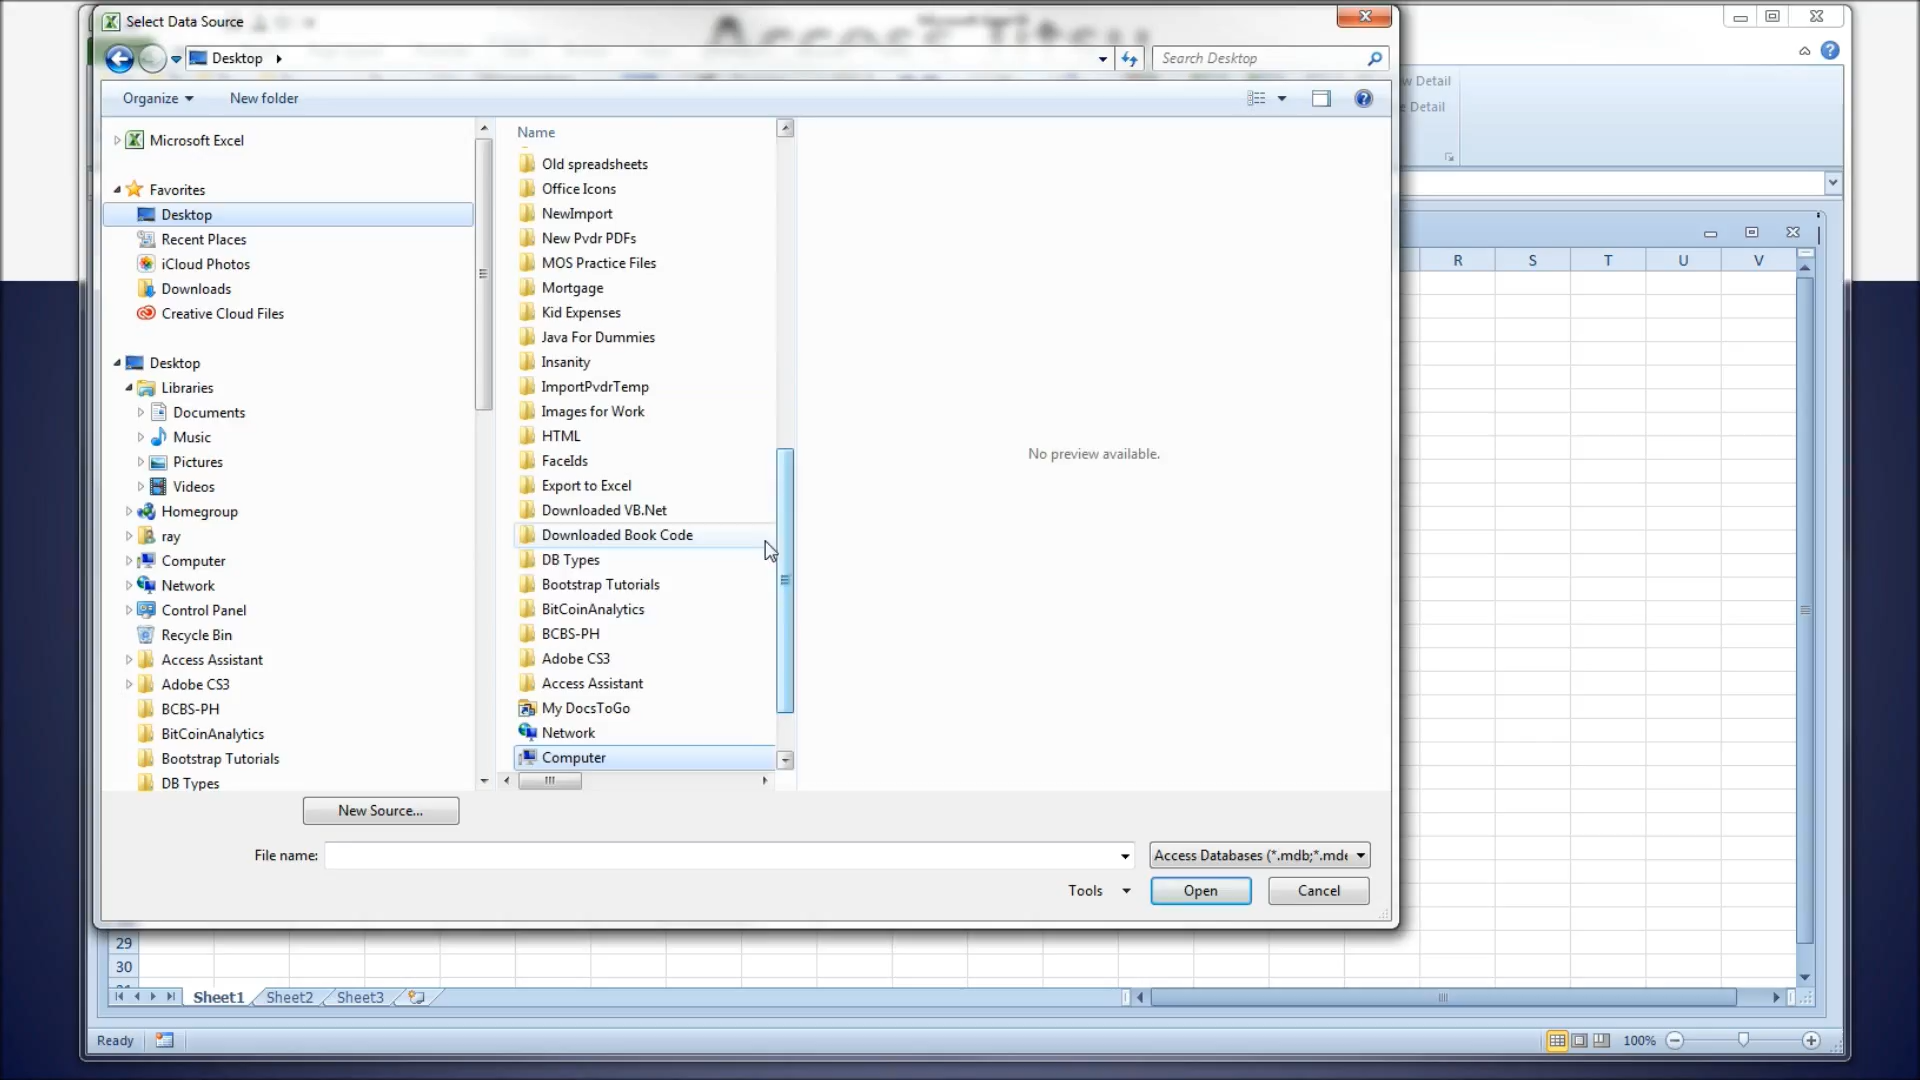 Select Data Source
Access Jitsu
Desktop
Search Desktop
Organize
New folder
w Detail
e Detail
Microsoft Excel
Favorites
Desktop
Recent Places
iCloud Photos
Downloads
Creative Cloud Files
Desktop
Libraries
Documents
Music
Pictures
Videos
Homegroup
ray
Computer
Network
Control Panel
Recycle Bin
Access Assistant
Adobe CS3
BCBS-PH
BitCoinAnalytics
Bootstrap Tutorials
DB Types
Name
Old spreadsheets
Office Icons
NewImport
New Pvdr PDFs
MOS Practice Files
Mortgage
Kid Expenses
Java For Dummies
Insanity
ImportPvdrTemp
Images for Work
HTML
FaceIds
Export to Excel
Downloaded VB.Net
Downloaded Book Code
DB Types
Bootstrap Tutorials
BitCoinAnalytics
BCBS-PH
Adobe CS3
Access Assistant
My DocsToGo
Network
Computer
No preview available.
R S T U V
New Source...
File name:
Access Databases (*.mdb;*.mde
Tools
Open
Cancel
29
30
Sheet1 Sheet2 Sheet3
Ready
100%